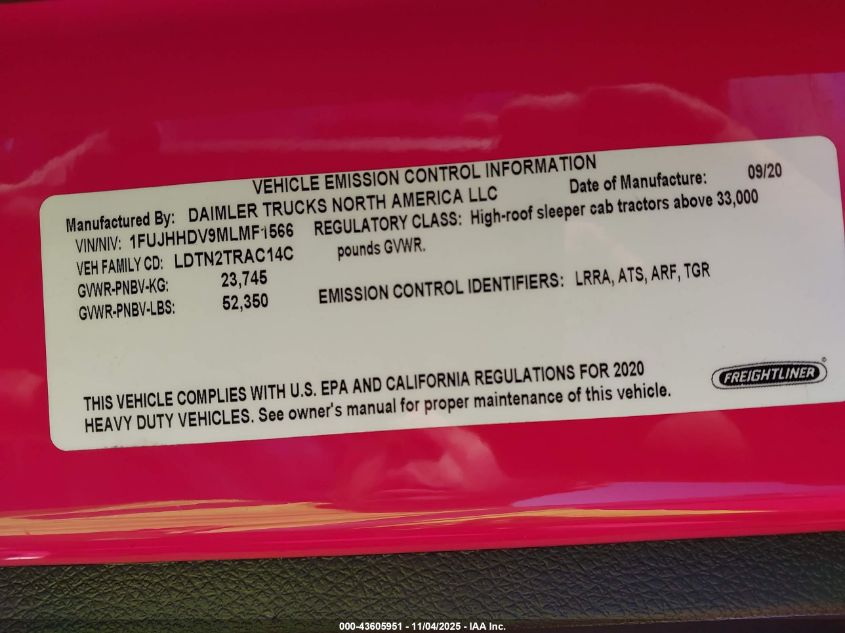 VEHICLE EMISSION CONTROL INFORMATION
Manufactured By: DAIMLER TRUCKS NORTH AMERICA LLC Date of Manufacture: 09/20
VIN/NIV: 1FUJHHDV9MLMF1566 REGULATORY CLASS: High-roof sleeper cab tractors above 33,000
VEH FAMILY CD: LDTN2TRAC14C pounds GVWR.
GVWR-PNBV-KG: 23,745
GVWR-PNBV-LBS: 52,350 EMISSION CONTROL IDENTIFIERS: LRRA, ATS, ARF, TGR
THIS VEHICLE COMPLIES WITH U.S. EPA AND CALIFORNIA REGULATIONS FOR 2020
HEAVY DUTY VEHICLES. See owner's manual for proper maintenance of this vehicle.
FREIGHTLINER®
000-43605951 - 11/04/2025 - IAA Inc.